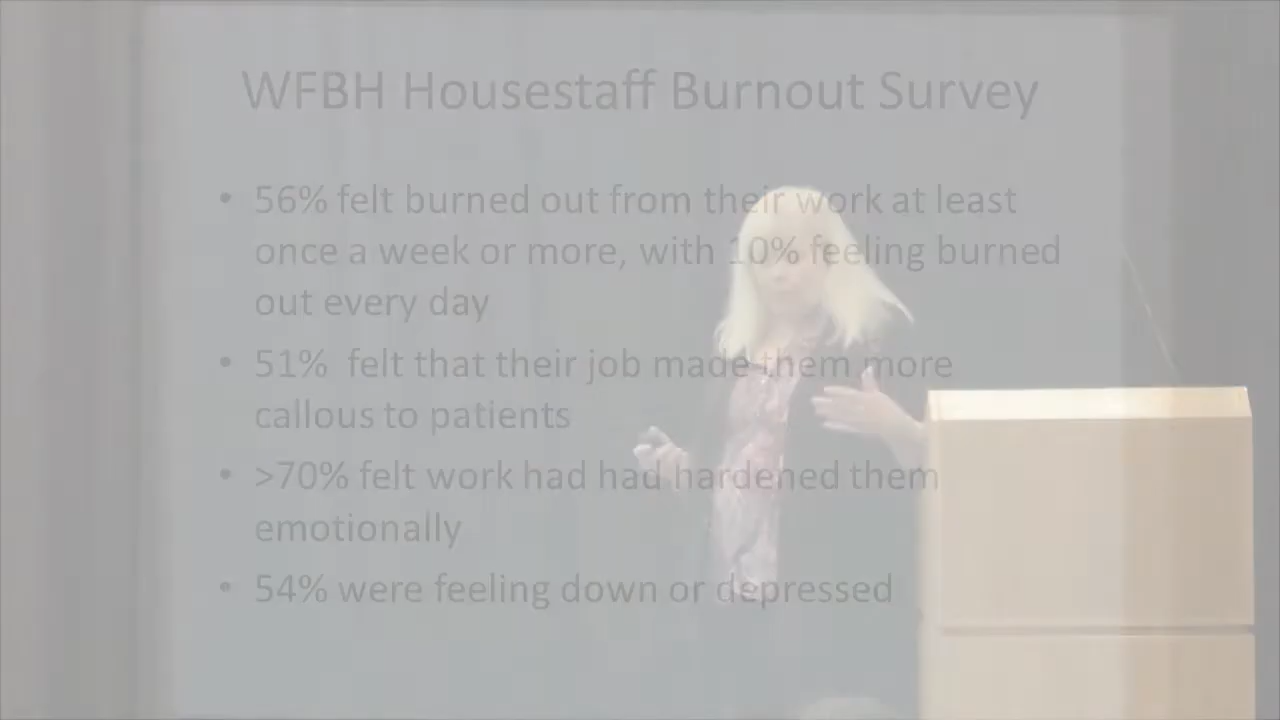 WFBH Housestaff Burnout Survey
• 56% felt burned out from their work at least
once a week or more, with 10% feeling burned
out every day
• 51% felt that their job made them more
callous to patients
• >70% felt work had had hardened them
emotionally
• 54% were feeling down or depressed